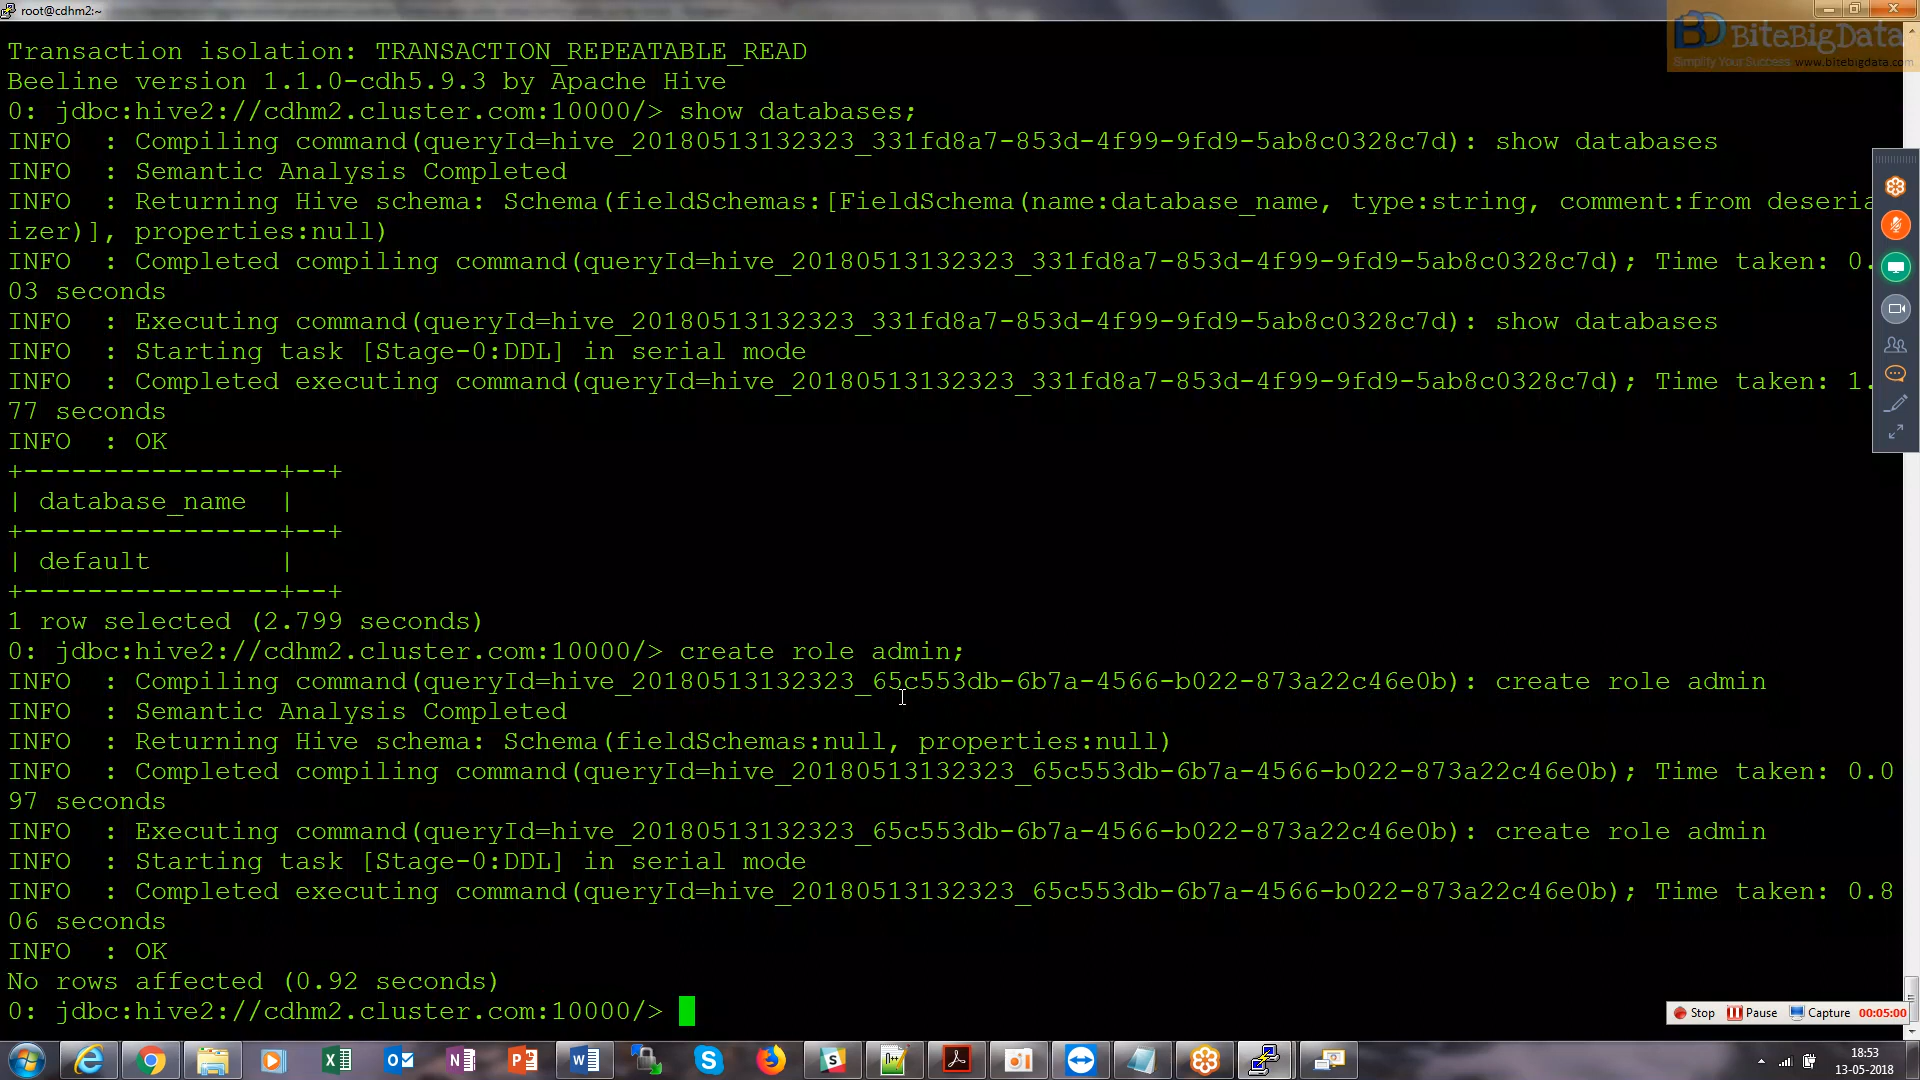 root@cdhm2:~
BD BiteBigData
Simplify Your Success www.bitebigdata.com
Transaction isolation: TRANSACTION_REPEATABLE_READ
Beeline version 1.1.0-cdh5.9.3 by Apache Hive
0: jdbc:hive2://cdhm2.cluster.com:10000/> show databases;
INFO  : Compiling command(queryId=hive_20180513132323_331fd8a7-853d-4f99-9fd9-5ab8c0328c7d): show databases
INFO  : Semantic Analysis Completed
INFO  : Returning Hive schema: Schema(fieldSchemas:[FieldSchema(name:database_name, type:string, comment:from deseria
izer)], properties:null)
INFO  : Completed compiling command(queryId=hive_20180513132323_331fd8a7-853d-4f99-9fd9-5ab8c0328c7d); Time taken: 0.
03 seconds
INFO  : Executing command(queryId=hive_20180513132323_331fd8a7-853d-4f99-9fd9-5ab8c0328c7d): show databases
INFO  : Starting task [Stage-0:DDL] in serial mode
INFO  : Completed executing command(queryId=hive_20180513132323_331fd8a7-853d-4f99-9fd9-5ab8c0328c7d); Time taken: 1.
77 seconds
INFO  : OK
+----------------+--+
| database_name  |
+----------------+--+
| default        |
+----------------+--+
1 row selected (2.799 seconds)
0: jdbc:hive2://cdhm2.cluster.com:10000/> create role admin;
INFO  : Compiling command(queryId=hive_20180513132323_65c553db-6b7a-4566-b022-873a22c46e0b): create role admin
INFO  : Semantic Analysis Completed
INFO  : Returning Hive schema: Schema(fieldSchemas:null, properties:null)
INFO  : Completed compiling command(queryId=hive_20180513132323_65c553db-6b7a-4566-b022-873a22c46e0b); Time taken: 0.0
97 seconds
INFO  : Executing command(queryId=hive_20180513132323_65c553db-6b7a-4566-b022-873a22c46e0b): create role admin
INFO  : Starting task [Stage-0:DDL] in serial mode
INFO  : Completed executing command(queryId=hive_20180513132323_65c553db-6b7a-4566-b022-873a22c46e0b); Time taken: 0.8
06 seconds
INFO  : OK
No rows affected (0.92 seconds)
0: jdbc:hive2://cdhm2.cluster.com:10000/>
Stop Pause Capture 00:05:00
18:53
13-05-2018